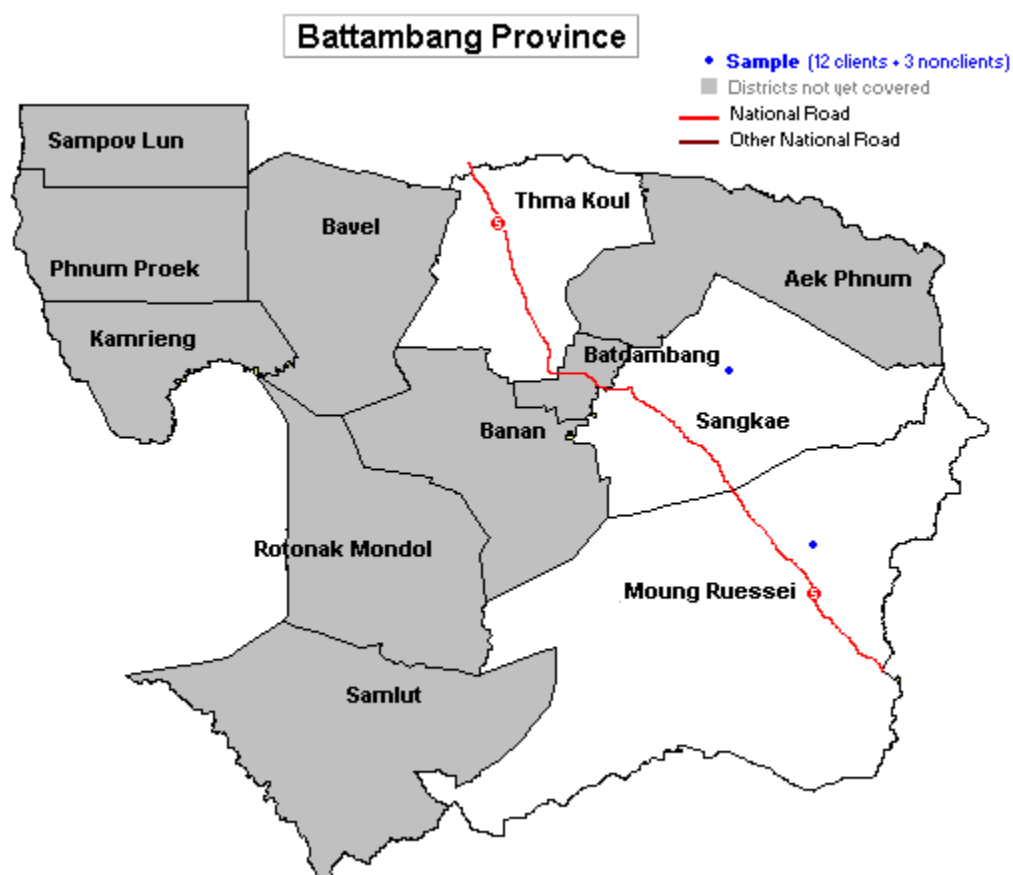 Battambang Province
Sample (12 clients + 3 nonclients)
Districts not yet covered
National Road
Other National Road
Sampov Lun
Thma Koul
Bavel
Phnum Proek
Aek Phnum
Kamrieng
Batdambang
Sangkae
Banan
Rotonak Mondol
Moung Ruessei
Samlut
5
5